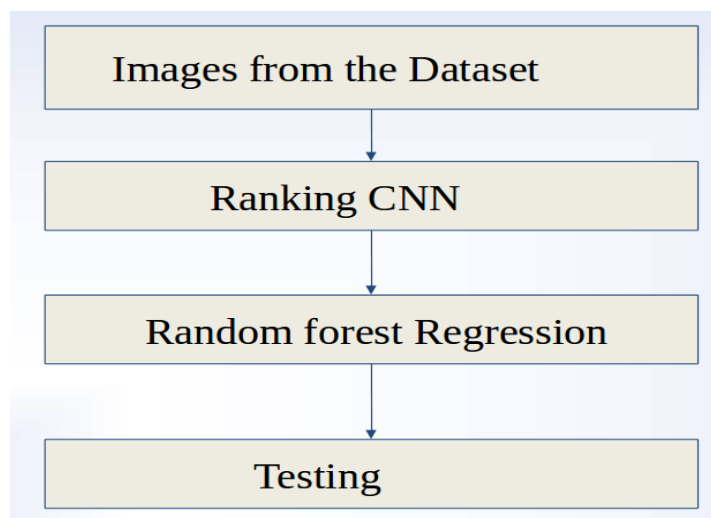 Images from the Dataset
Ranking CNN
Random forest Regression
Testing